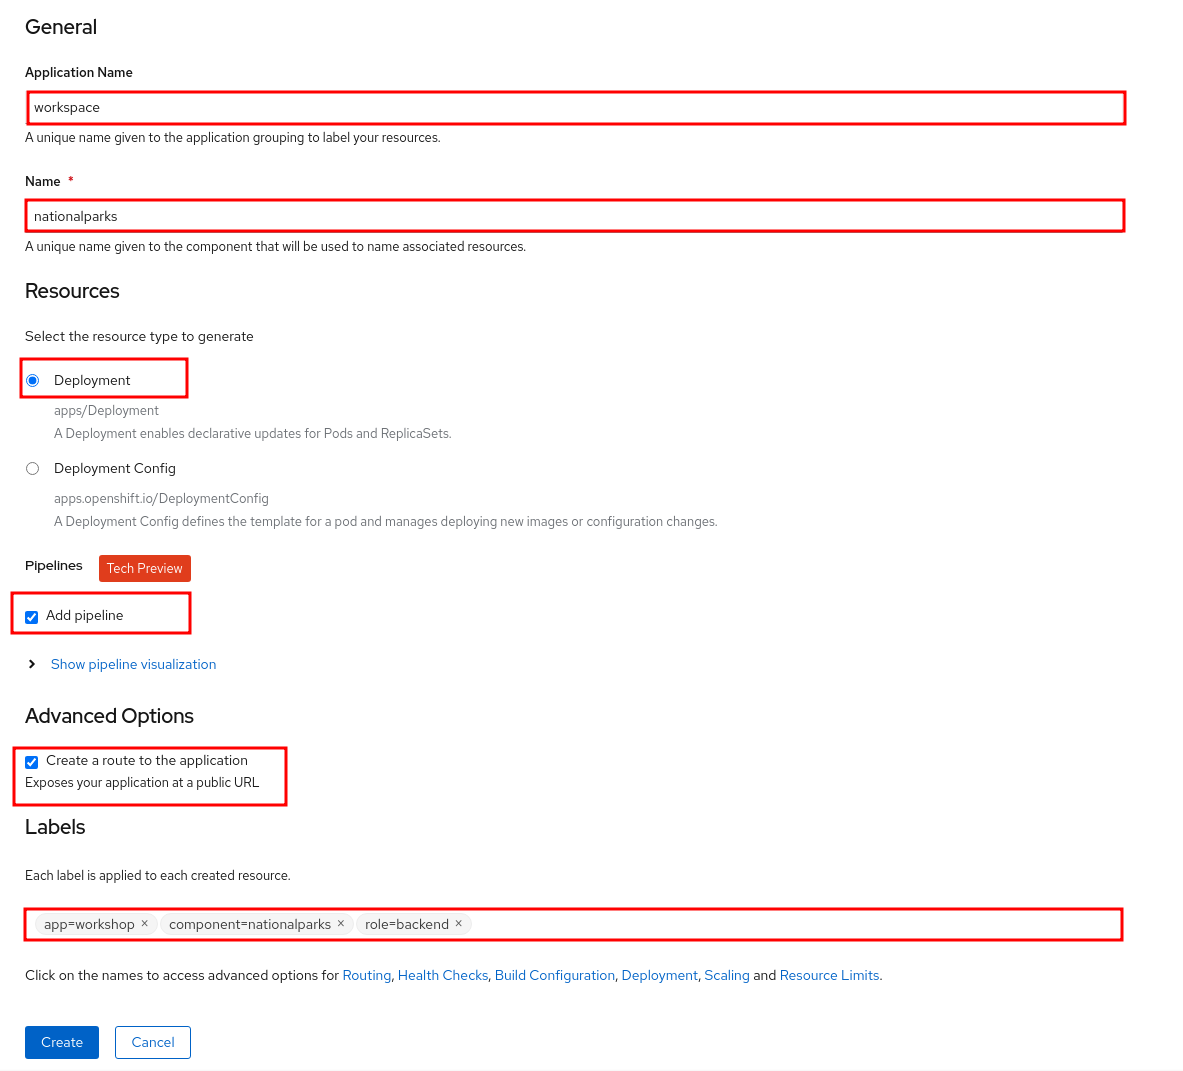 General
Application Name
workspace
A unique name given to the application grouping to label your resources.
Name *
nationalparks
A unique name given to the component that will be used to name associated resources.
Resources
Select the resource type to generate
Deployment
apps/Deployment
A Deployment enables declarative updates for Pods and ReplicaSets.
Deployment Config
apps.openshift.io/DeploymentConfig
A Deployment Config defines the template for a pod and manages deploying new images or configuration changes.
Pipelines Tech Preview
Add pipeline
Show pipeline visualization
Advanced Options
Create a route to the application
Exposes your application at a public URL
Labels
Each label is applied to each created resource.
app=workshop × component=nationalparks × role=backend ×
Click on the names to access advanced options for Routing, Health Checks, Build Configuration, Deployment, Scaling and Resource Limits.
Create Cancel